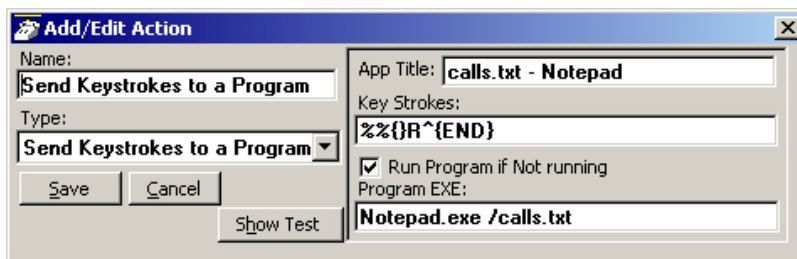 Add/Edit Action
Name:
Send Keystrokes to a Program
Type:
Send Keystrokes to a Program
Save Cancel
Show Test
App Title: calls.txt - Notepad
Key Strokes:
%%{}R^{END}
Run Program if Not running
Program EXE:
Notepad.exe /calls.txt